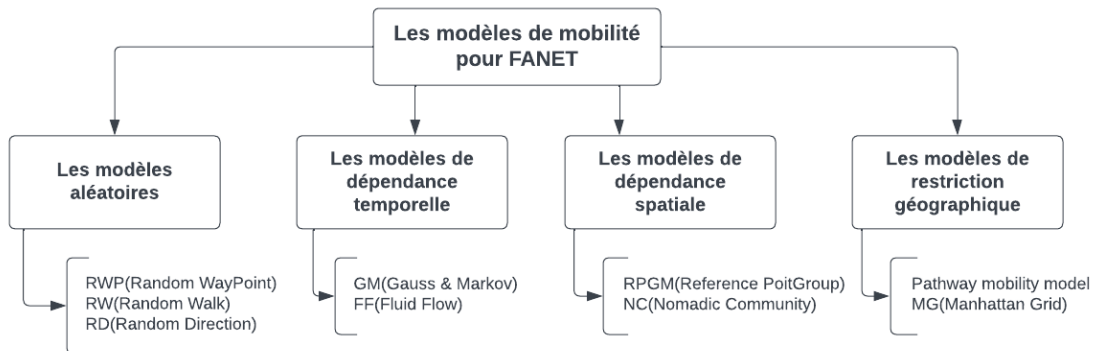 Les modèles de mobilité
pour FANET
Les modèles
aléatoires
Les modèles de
dépendance
temporelle
Les modèles de
dépendance
spatiale
Les modèles de
restriction
géographique
RWP(Random WayPoint)
RW(Random Walk)
RD(Random Direction)
GM(Gauss & Markov)
FF(Fluid Flow)
RPGM(Reference PoitGroup)
NC(Nomadic Community)
Pathway mobility model
MG(Manhattan Grid)